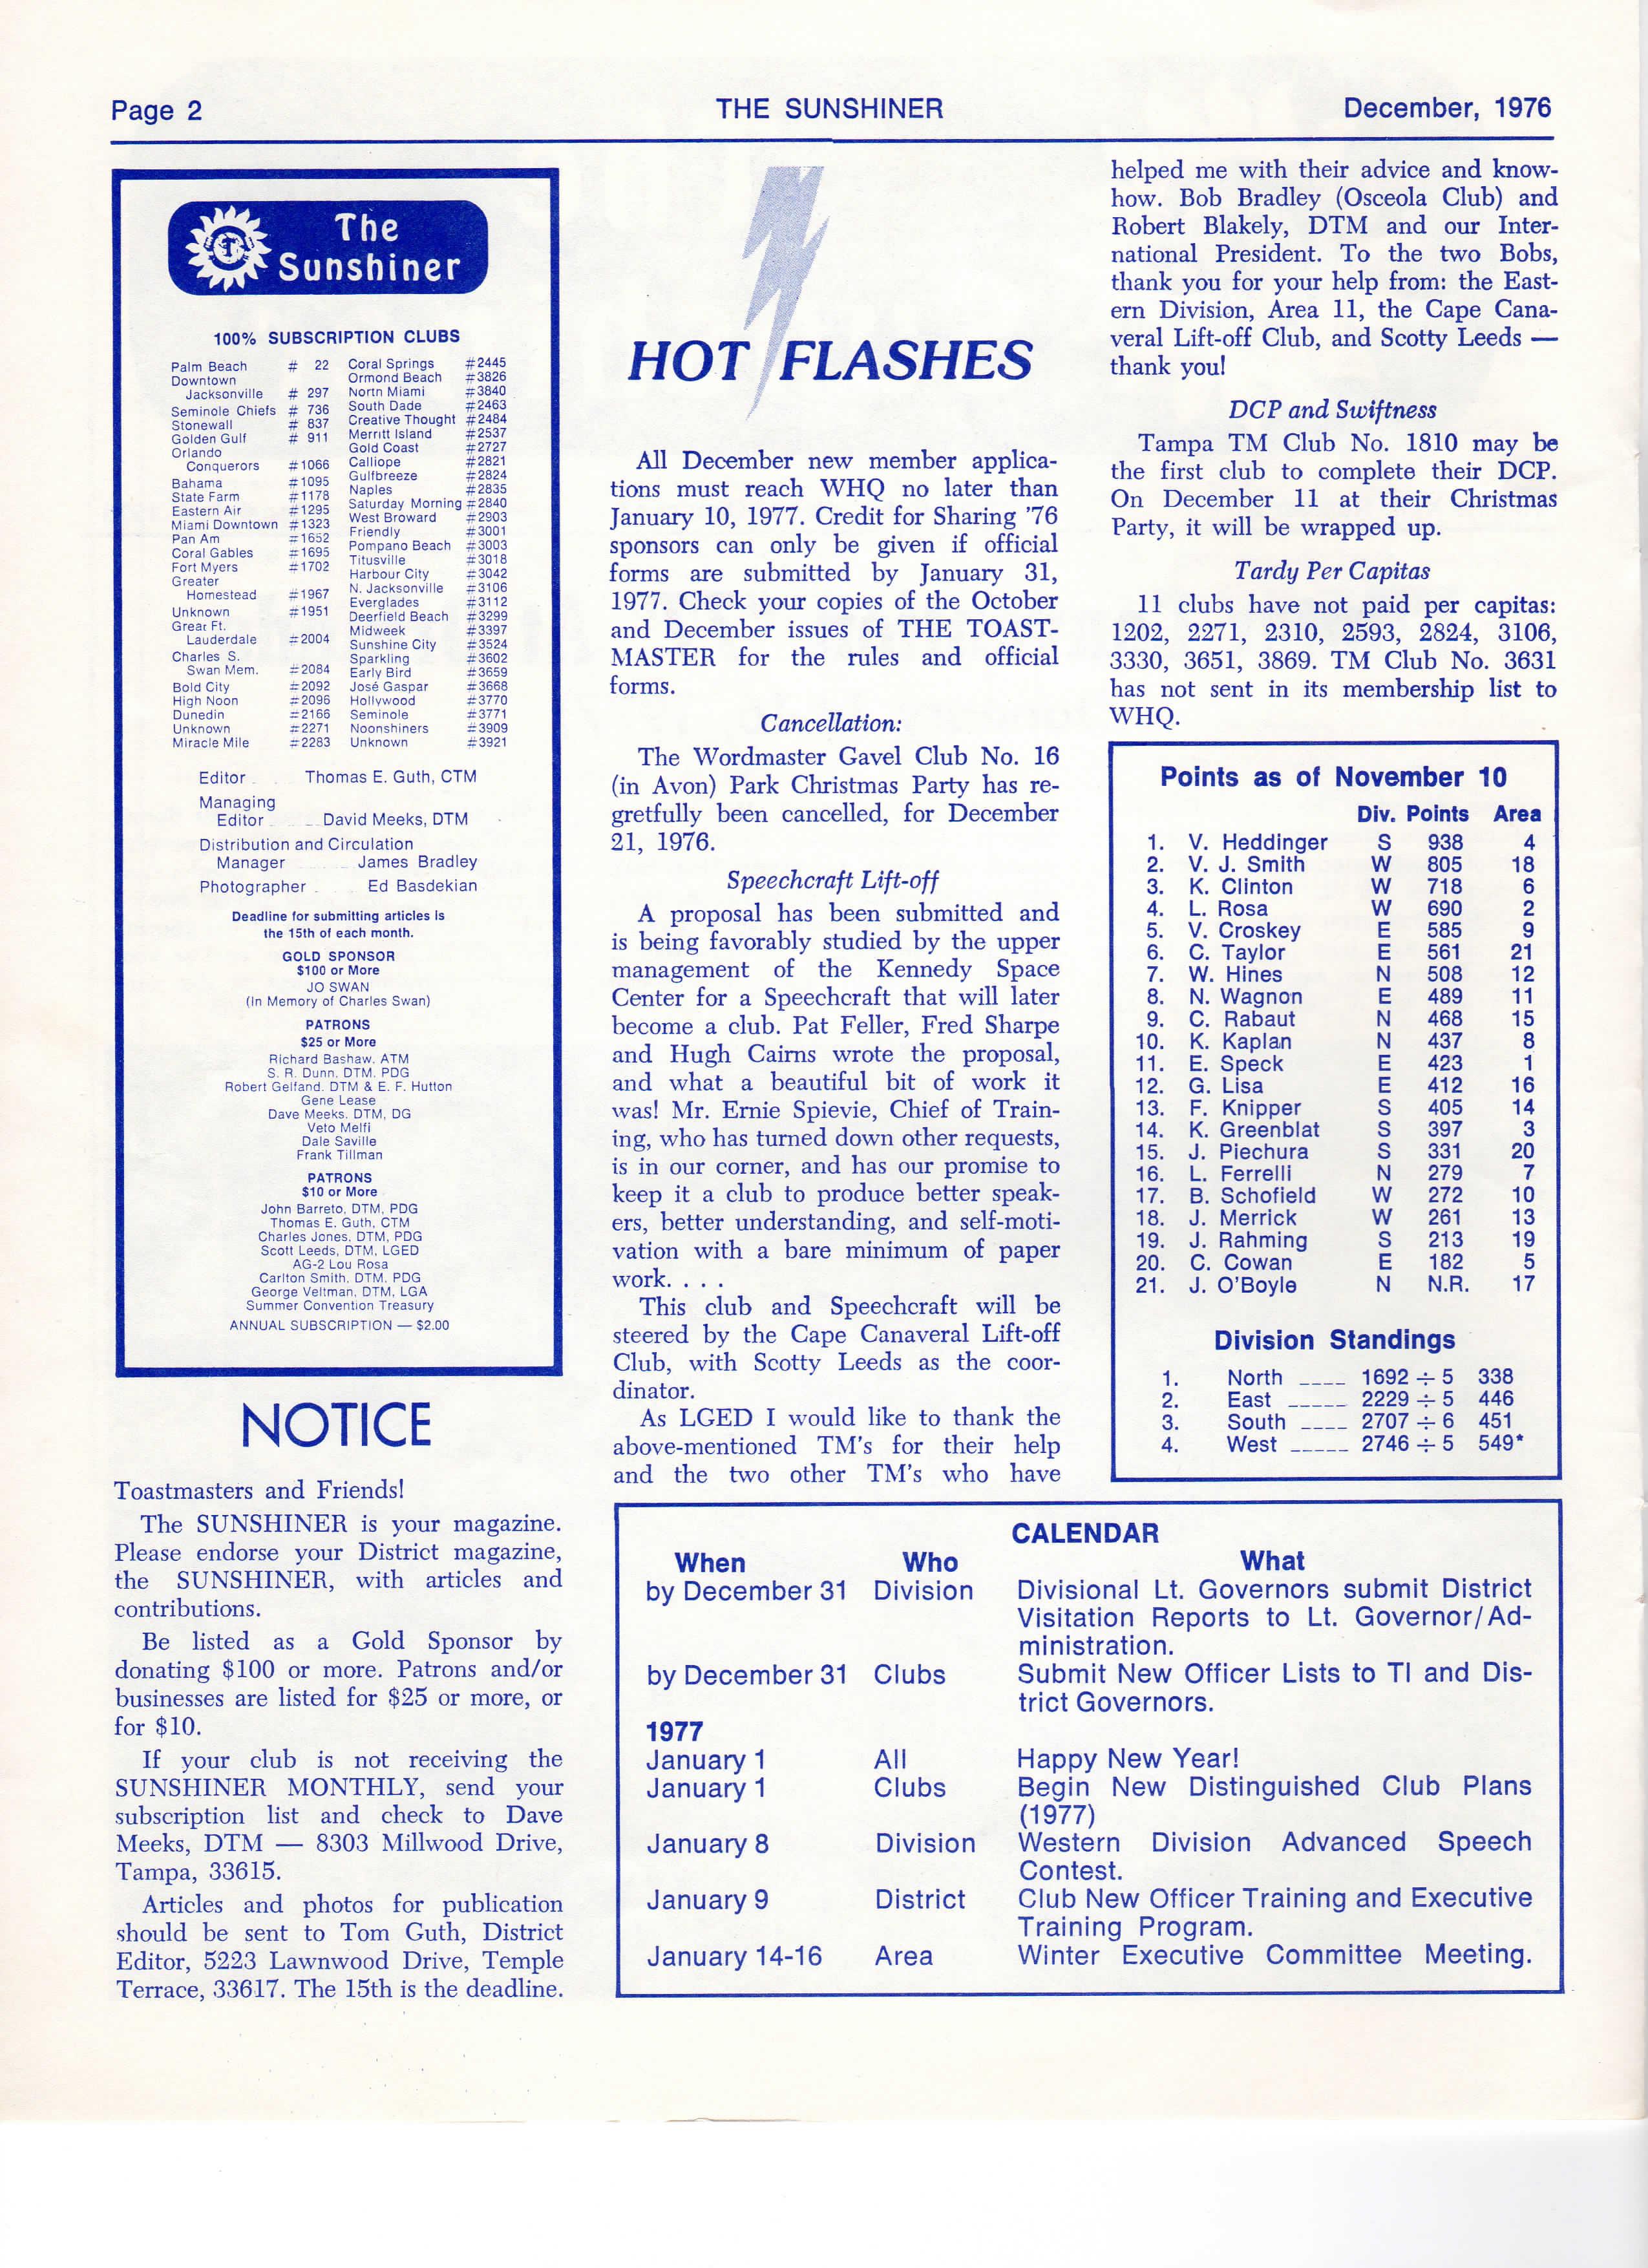 Page 2
THE SUNSHINER
December, 1976
The
Sunshiner
100% SUBSCRIPTION CLUBS
Palm Beach # 22
Downtown
Jacksonville # 297
Seminole Chiefs # 736
Stonewall # 837
Golden Gulf # 911
Orlando
Conquerors #1066
Bahama #1095
State Farm #1178
Eastern Air #1295
Miami Downtown #1323
Pan Am #1652
Coral Gables #1695
Fort Myers #1702
Greater
Homestead #1967
Unknown #1951
Great Ft.
Lauderdale #2004
Charles S.
Swan Mem. #2084
Bold City #2092
High Noon #2096
Dunedin #2166
Unknown #2271
Miracle Mile #2283
Coral Springs #2445
Ormond Beach #3826
North Miami #3840
South Dade #2463
Creative Thought #2484
Merritt Island #2537
Gold Coast #2727
Calliope #2821
Gulfbreeze #2824
Naples #2835
Saturday Morning #2840
West Broward #2903
Friendly #3001
Pompano Beach #3003
Titusville #3018
Harbour City #3042
N. Jacksonville #3106
Everglades #3112
Deerfield Beach #3299
Midweek #3397
Sunshine City #3524
Sparkling #3602
Early Bird #3659
José Gaspar #3668
Hollywood #3770
Seminole #3771
Noonshiners #3909
Unknown #3921
Editor Thomas E. Guth, CTM
Managing
Editor David Meeks, DTM
Distribution and Circulation
Manager James Bradley
Photographer Ed Basdekian
Deadline for submitting articles is
the 15th of each month.
GOLD SPONSOR
$100 or More
JO SWAN
(In Memory of Charles Swan)
PATRONS
$25 or More
Richard Bashaw, ATM
S. R. Dunn, DTM, PDG
Robert Gelfand, DTM & E. F. Hutton
Gene Lease
Dave Meeks, DTM, DG
Veto Melfi
Dale Saville
Frank Tillman
PATRONS
$10 or More
John Barreto, DTM, PDG
Thomas E. Guth, CTM
Charles Jones, DTM, PDG
Scott Leeds, DTM, LGED
AG-2 Lou Rosa
Carlton Smith, DTM, PDG
George Veltman, DTM, LGA
Summer Convention Treasury
ANNUAL SUBSCRIPTION — $2.00
NOTICE
Toastmasters and Friends!
The SUNSHINER is your magazine.
Please endorse your District magazine,
the SUNSHINER, with articles and
contributions.
Be listed as a Gold Sponsor by
donating $100 or more. Patrons and/or
businesses are listed for $25 or more, or
for $10.
If your club is not receiving the
SUNSHINER MONTHLY, send your
subscription list and check to Dave
Meeks, DTM — 8303 Millwood Drive,
Tampa, 33615.
Articles and photos for publication
should be sent to Tom Guth, District
Editor, 5223 Lawnwood Drive, Temple
Terrace, 33617. The 15th is the deadline.
HOT FLASHES
All December new member applica-
tions must reach WHQ no later than
January 10, 1977. Credit for Sharing '76
sponsors can only be given if official
forms are submitted by January 31,
1977. Check your copies of the October
and December issues of THE TOAST-
MASTER for the rules and official
forms.
Cancellation:
The Wordmaster Gavel Club No. 16
(in Avon) Park Christmas Party has re-
gretfully been cancelled, for December
21, 1976.
Speechcraft Lift-off
A proposal has been submitted and
is being favorably studied by the upper
management of the Kennedy Space
Center for a Speechcraft that will later
become a club. Pat Feller, Fred Sharpe
and Hugh Cairns wrote the proposal,
and what a beautiful bit of work it
was! Mr. Ernie Spievie, Chief of Train-
ing, who has turned down other requests,
is in our corner, and has our promise to
keep it a club to produce better speak-
ers, better understanding, and self-moti-
vation with a bare minimum of paper
work. . . .
This club and Speechcraft will be
steered by the Cape Canaveral Lift-off
Club, with Scotty Leeds as the coor-
dinator.
As LGED I would like to thank the
above-mentioned TM's for their help
and the two other TM's who have
helped me with their advice and know-
how. Bob Bradley (Osceola Club) and
Robert Blakely, DTM and our Inter-
national President. To the two Bobs,
thank you for your help from: the East-
ern Division, Area 11, the Cape Cana-
veral Lift-off Club, and Scotty Leeds —
thank you!
DCP and Swiftness
Tampa TM Club No. 1810 may be
the first club to complete their DCP.
On December 11 at their Christmas
Party, it will be wrapped up.
Tardy Per Capitas
11 clubs have not paid per capitas:
1202, 2271, 2310, 2593, 2824, 3106,
3330, 3651, 3869. TM Club No. 3631
has not sent in its membership list to
WHQ.
Points as of November 10
Div. Points Area
1. V. Heddinger S 938 4
2. V. J. Smith W 805 18
3. K. Clinton W 718 6
4. L. Rosa W 690 2
5. V. Croskey E 585 9
6. C. Taylor E 561 21
7. W. Hines N 508 12
8. N. Wagnon E 489 11
9. C. Rabaut N 468 15
10. K. Kaplan N 437 8
11. E. Speck E 423 1
12. G. Lisa E 412 16
13. F. Knipper S 405 14
14. K. Greenblat S 397 3
15. J. Piechura S 331 20
16. L. Ferrelli N 279 7
17. B. Schofield W 272 10
18. J. Merrick W 261 13
19. J. Rahming S 213 19
20. C. Cowan E 182 5
21. J. O'Boyle N N.R. 17
Division Standings
1. North ____ 1692 ÷ 5 338
2. East _____ 2229 ÷ 5 446
3. South ____ 2707 ÷ 6 451
4. West _____ 2746 ÷ 5 549*
CALENDAR
When Who What
by December 31 Division Divisional Lt. Governors submit District
Visitation Reports to Lt. Governor/Ad-
ministration.
by December 31 Clubs Submit New Officer Lists to TI and Dis-
trict Governors.
1977
January 1 All Happy New Year!
January 1 Clubs Begin New Distinguished Club Plans
(1977)
January 8 Division Western Division Advanced Speech
Contest.
January 9 District Club New Officer Training and Executive
Training Program.
January 14-16 Area Winter Executive Committee Meeting.